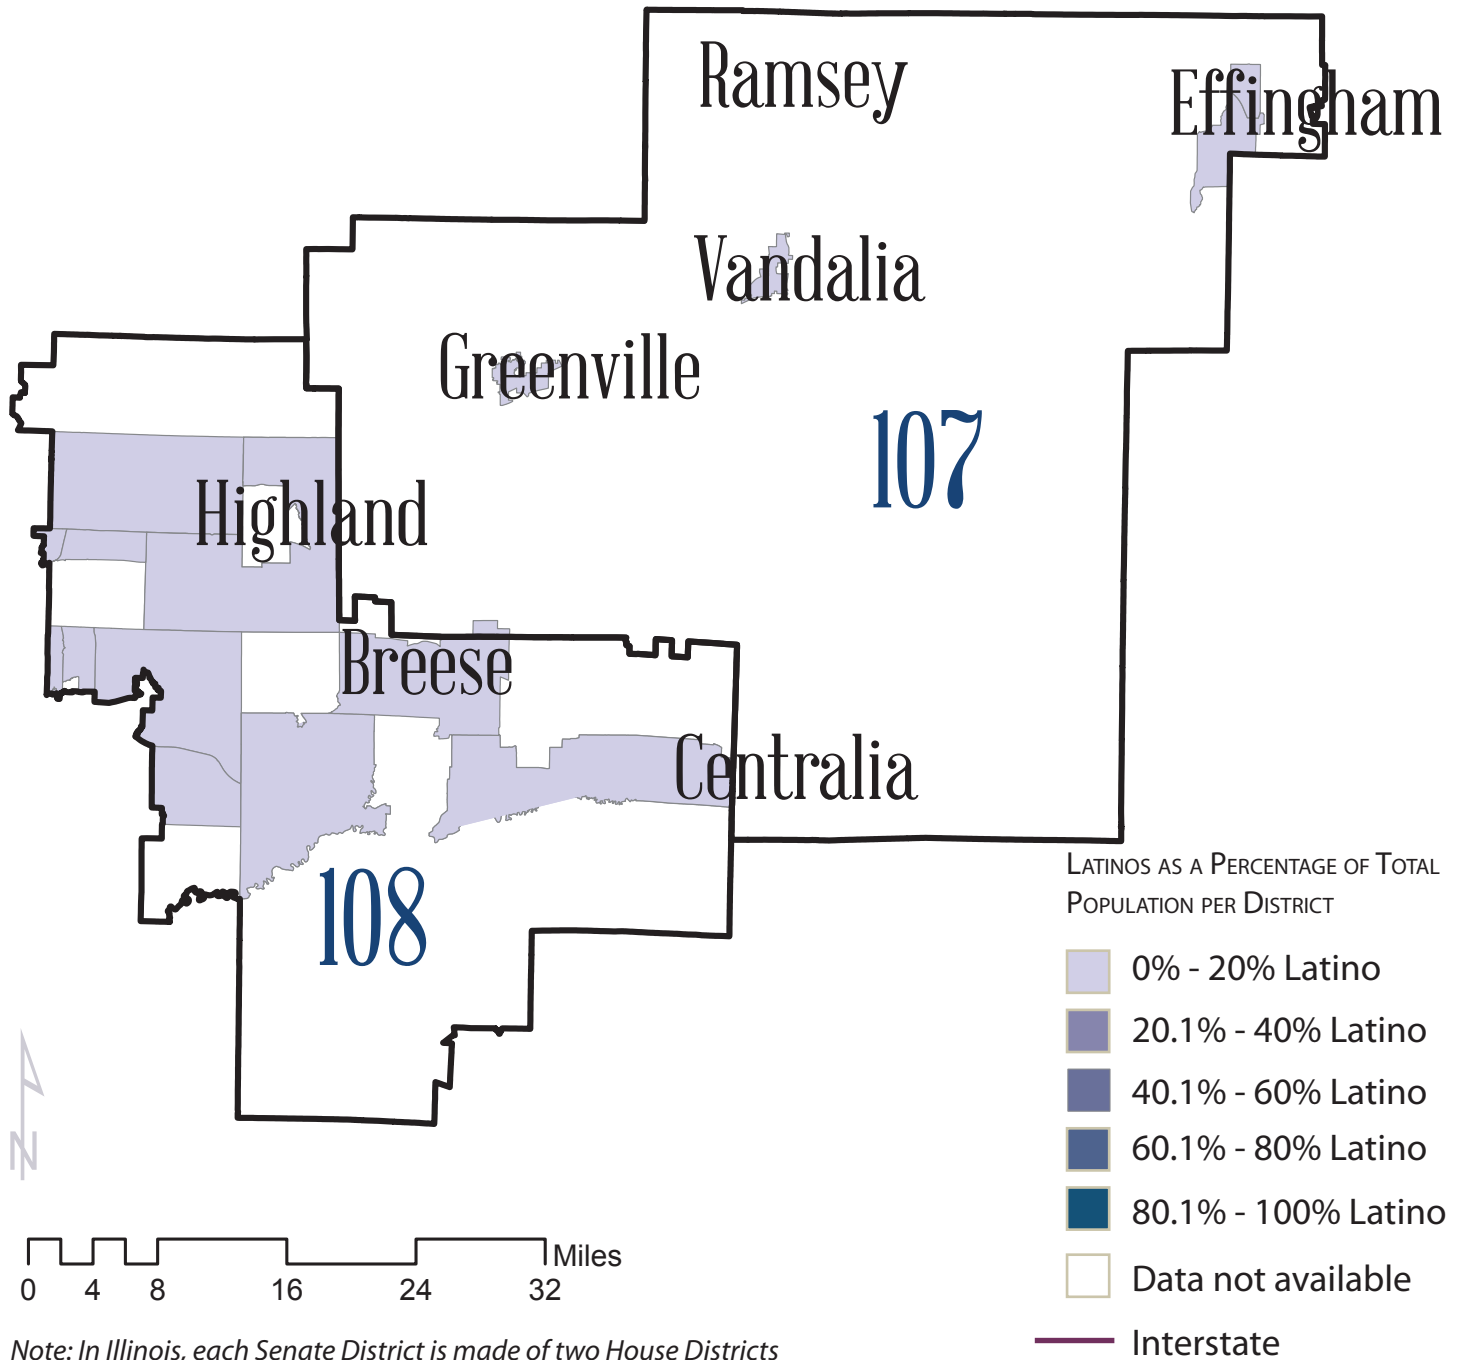 Ramsey
Effingham
Vandalia
Greenville
107
Highland
Breese
Centralia
108
LATINOS AS A PERCENTAGE OF TOTAL
POPULATION PER DISTRICT
0% - 20% Latino
20.1% - 40% Latino
40.1% - 60% Latino
60.1% - 80% Latino
80.1% - 100% Latino
Data not available
Interstate
N
Miles
0 4 8 16 24 32
Note: In Illinois, each Senate District is made of two House Districts